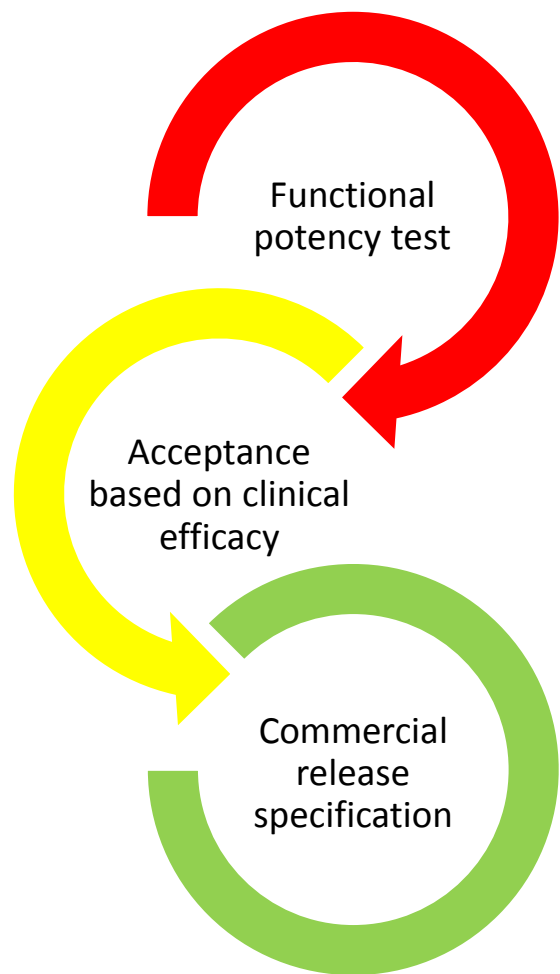 Functional
potency test
Acceptance
based on clinical
efficacy
Commercial
release
specification